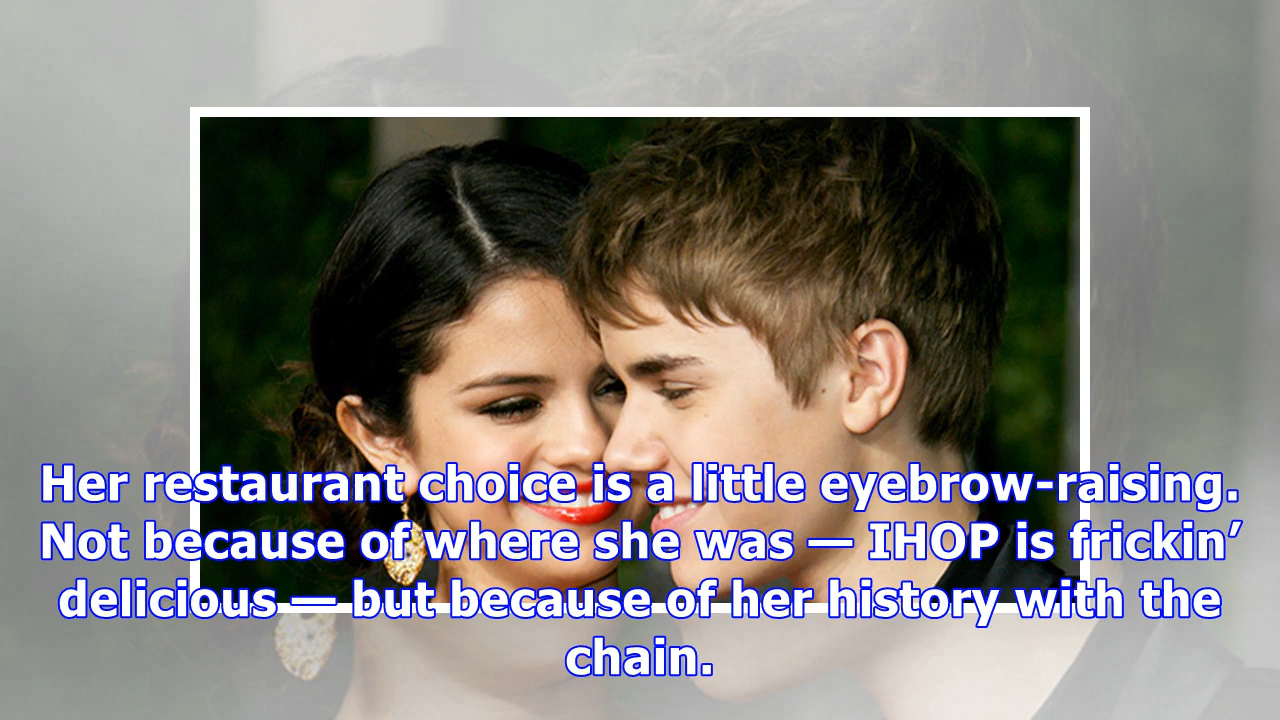 Her restaurant choice is a little eyebrow-raising.
Not because of where she was — IHOP is frickin’
delicious — but because of her history with the
chain.